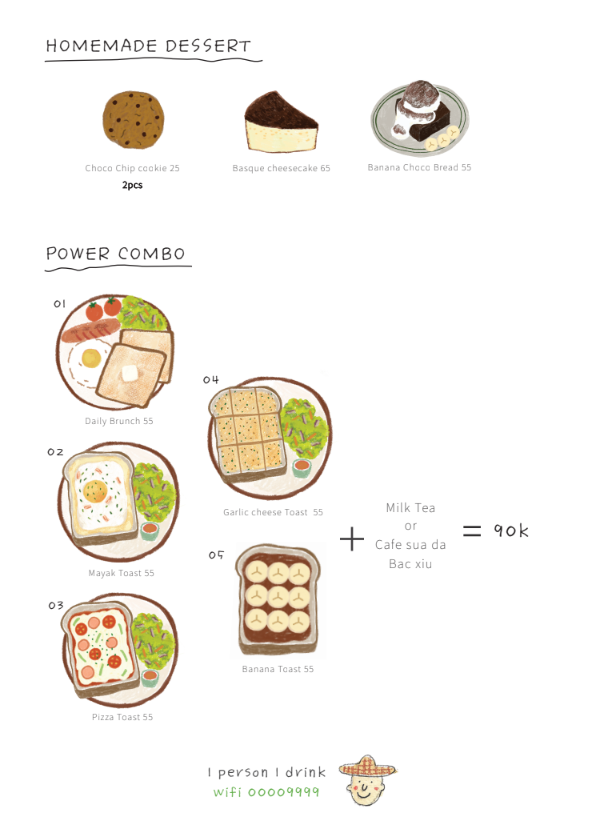 HOMEMADE DESSERT
Choco Chip cookie 25
2pcs
Basque cheesecake 65
Banana Choco Bread 55
POWER COMBO
01
Daily Brunch 55
02
Mayak Toast 55
03
Pizza Toast 55
04
Garlic cheese Toast 55
05
Banana Toast 55
+
Milk Tea
or
Cafe sua da
Bac xiu
= 90k
1 person 1 drink
wifi 00009999